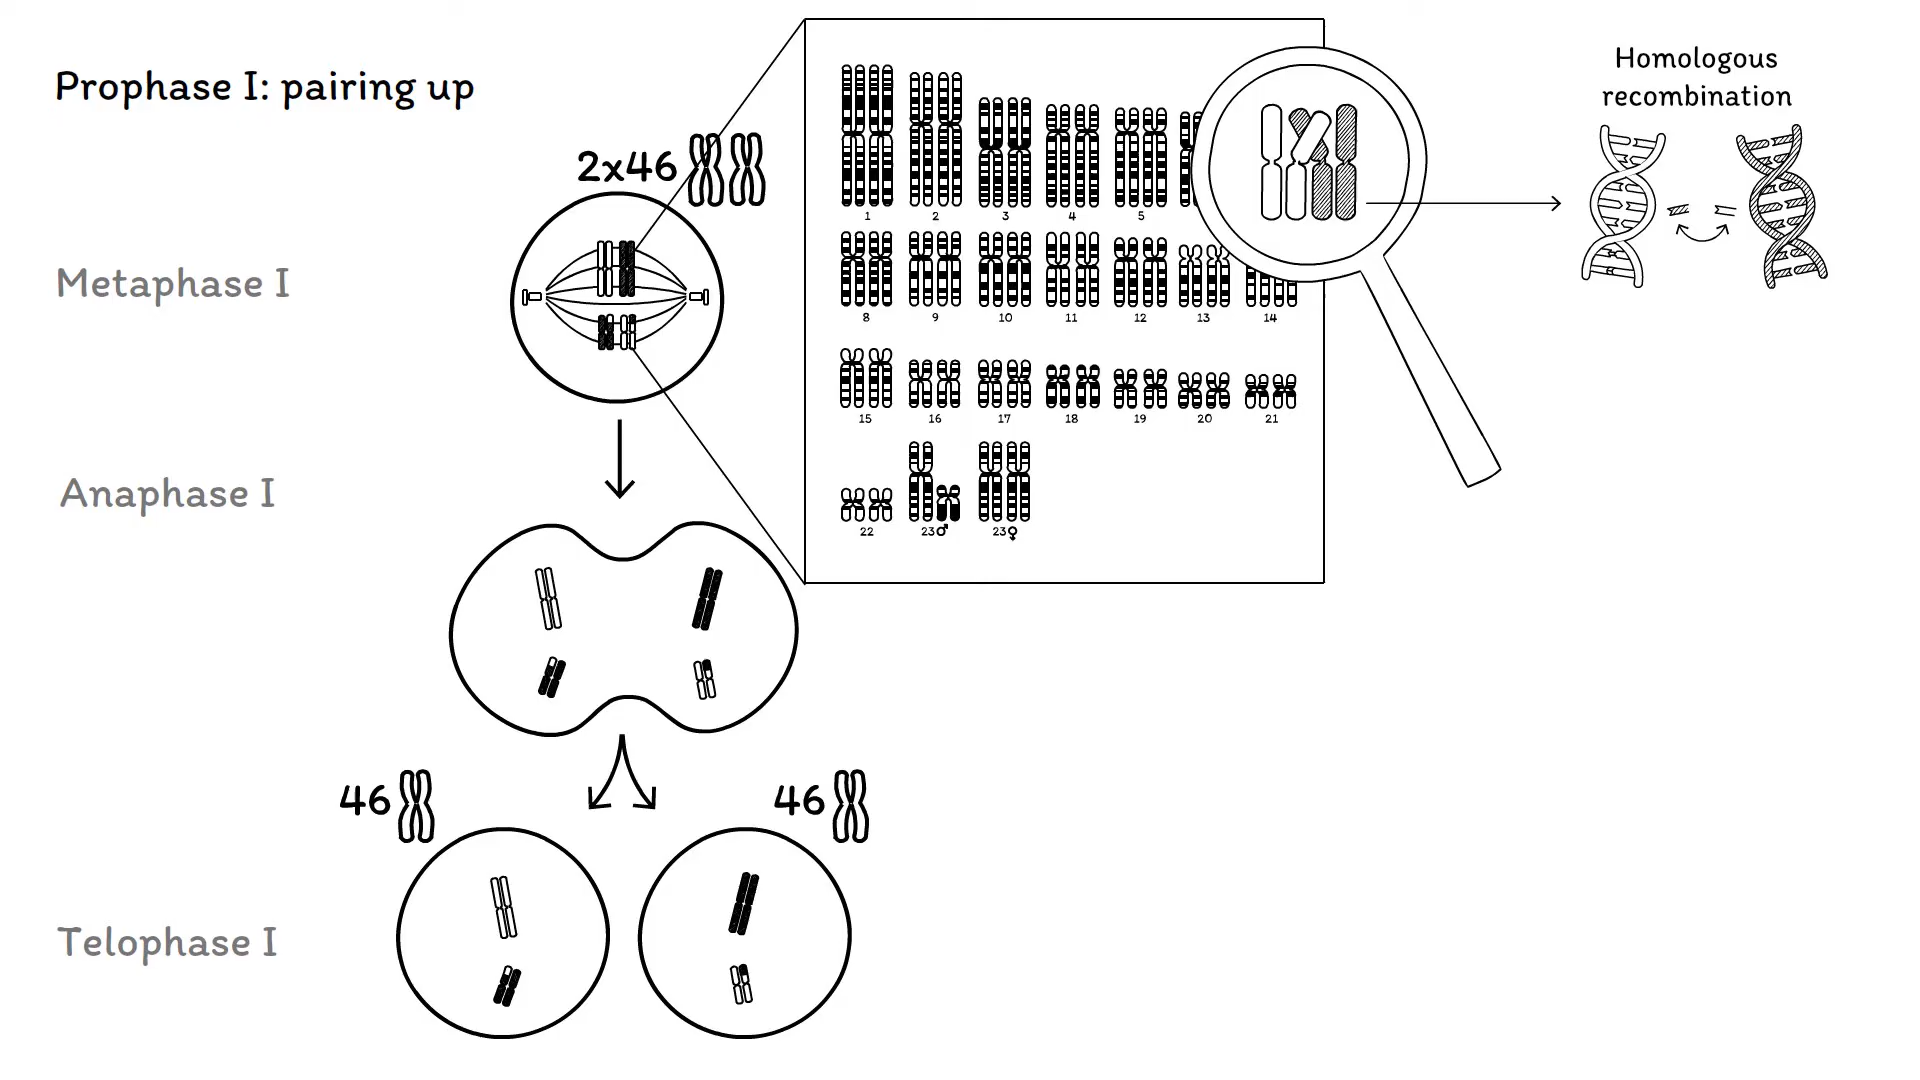 Prophase I: pairing up
2x46
Metaphase I
Anaphase I
46
46
Telophase I
1 2 3 4 5
8 9 10 11 12 13 14
15 16 17 18 19 20 21
22 23♂ 23♀
Homologous
recombination